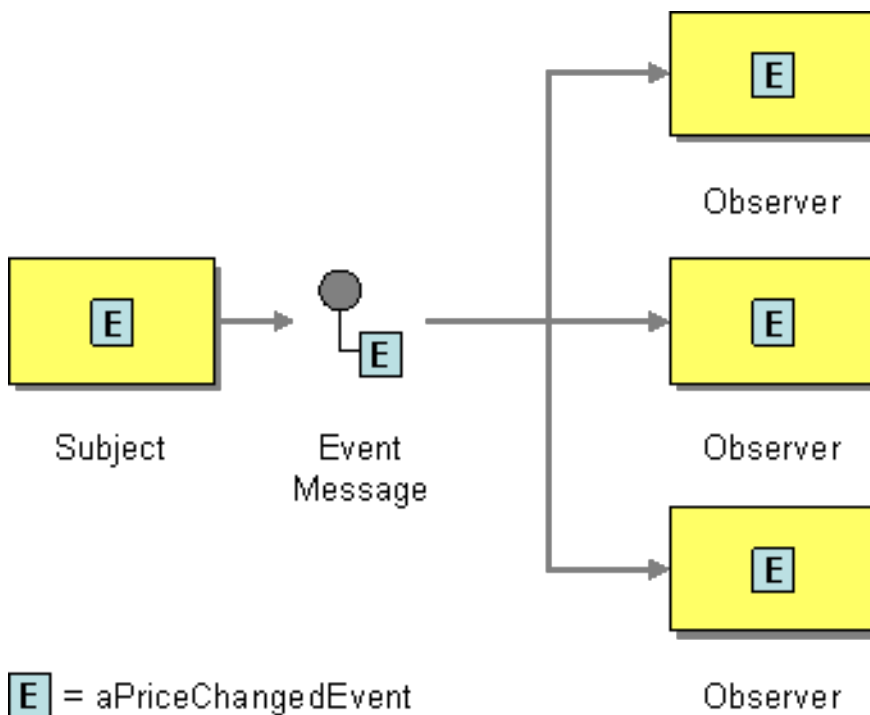 E
Observer
E
E
E
Subject
Event
Message
Observer
E
E
E = aPriceChangedEvent
Observer